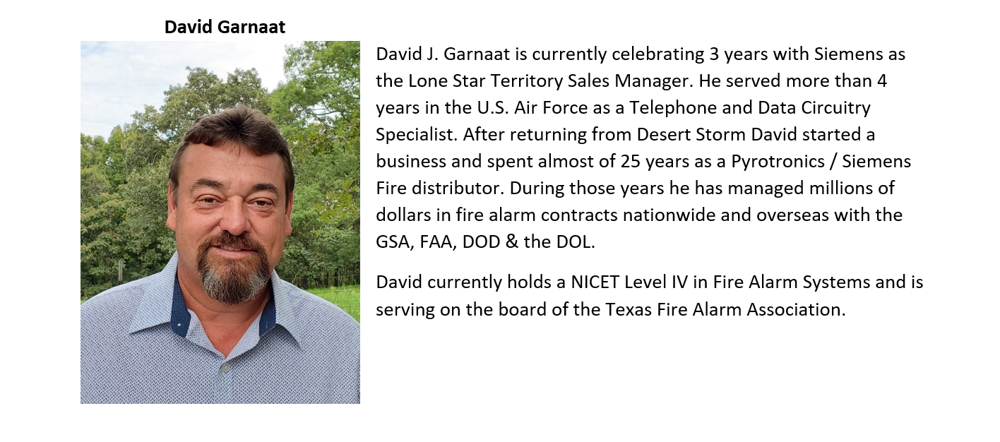 David Garnaat
David J. Garnaat is currently celebrating 3 years with Siemens as
the Lone Star Territory Sales Manager. He served more than 4
years in the U.S. Air Force as a Telephone and Data Circuitry
Specialist. After returning from Desert Storm David started a
business and spent almost of 25 years as a Pyrotronics / Siemens
Fire distributor. During those years he has managed millions of
dollars in fire alarm contracts nationwide and overseas with the
GSA, FAA, DOD & the DOL.
David currently holds a NICET Level IV in Fire Alarm Systems and is
serving on the board of the Texas Fire Alarm Association.